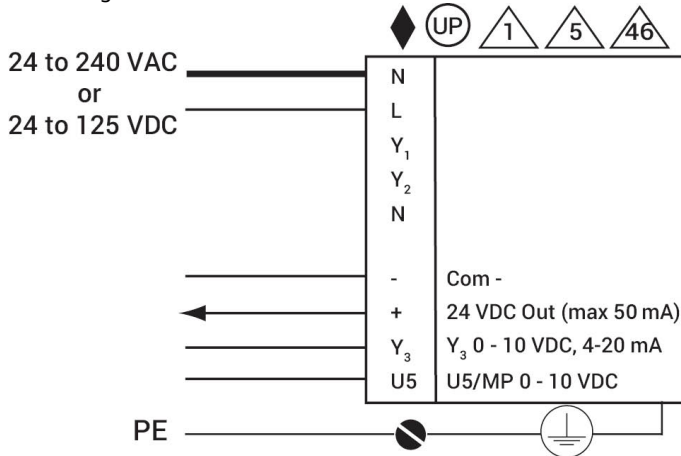 UP 1 5 46
24 to 240 VAC
or
24 to 125 VDC
N
L
Y1
Y2
N
- Com -
+ 24 VDC Out (max 50 mA)
Y3 Y3 0 - 10 VDC, 4-20 mA
U5 U5/MP 0 - 10 VDC
PE